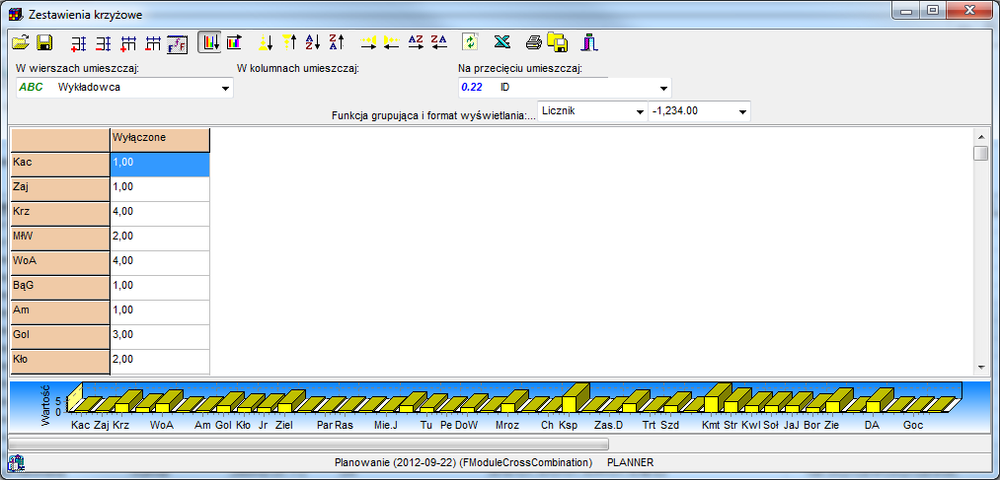 Zestawienia krzyżowe
W wierszach umieszczaj: W kolumnach umieszczaj: Na przecięciu umieszczaj:
ABC Wykładowca 0.22 ID
Funkcja grupująca i format wyświetlania:... Licznik -1,234.00
Wyłączone
Kac 1,00
Zaj 1,00
Krz 4,00
MłW 2,00
WoA 4,00
BąG 1,00
Am 1,00
Gol 3,00
Kło 2,00
Wartość
5
0
Kac Zaj Krz WoA Am Gol Kło Jr Ziel Par Ras Mie.J Tu Pe DoW Mroz Ch Ksp Zas.D Trt Szd Kmt Str Kwl Soł JaJ Bor Zie DA Goc
Planowanie (2012-09-22) (FModuleCrossCombination) PLANNER